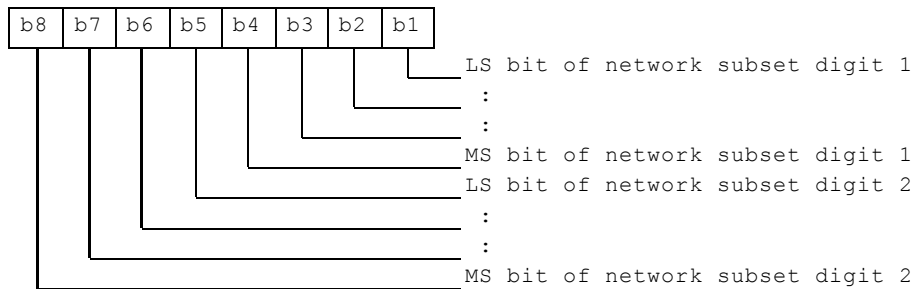 b8 b7 b6 b5 b4 b3 b2 b1
LS bit of network subset digit 1
:
:
MS bit of network subset digit 1
LS bit of network subset digit 2
:
:
MS bit of network subset digit 2